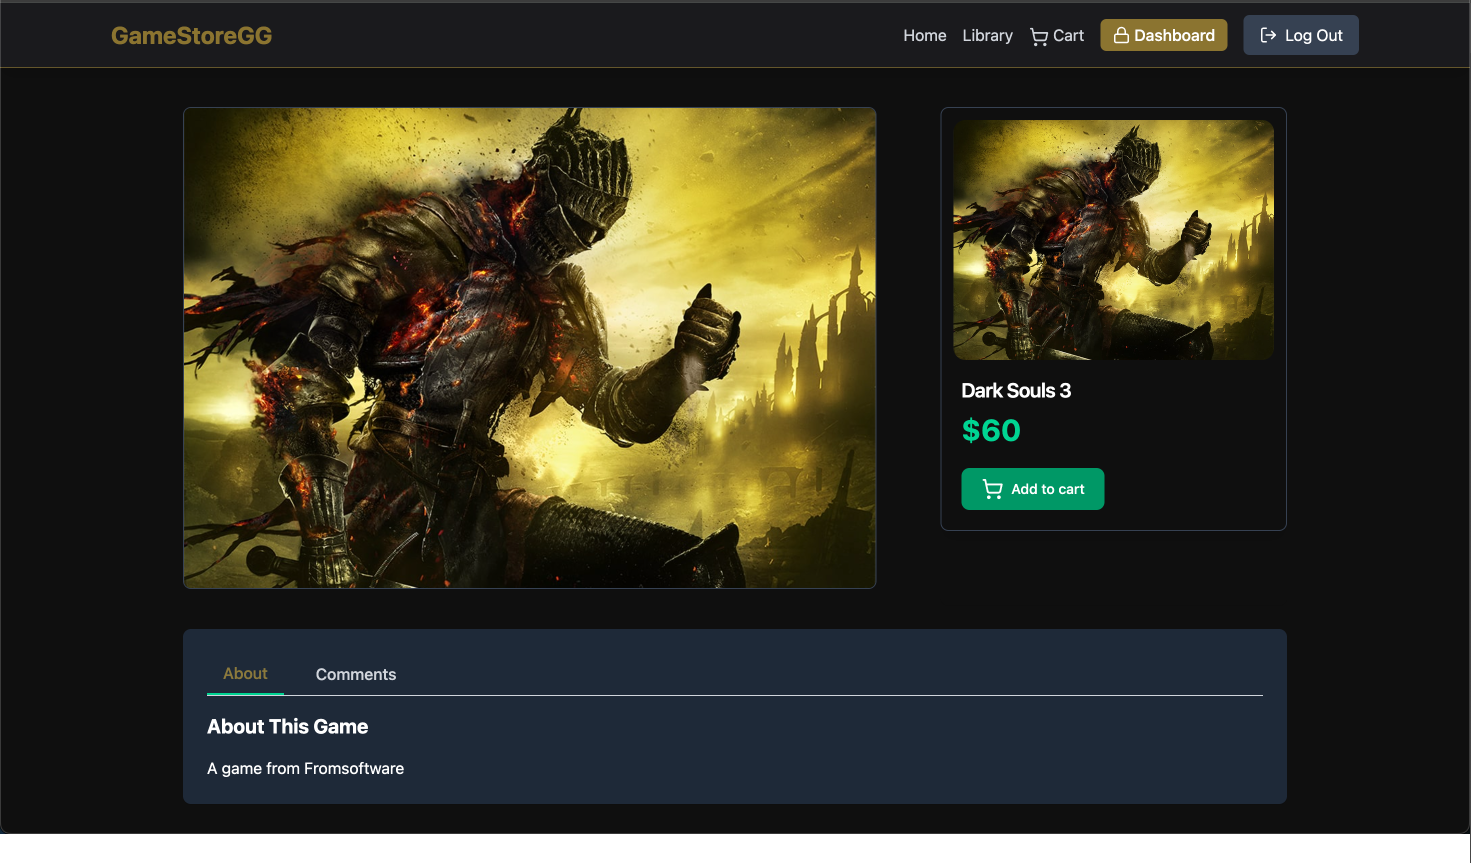 GameStoreGG
Home Library Cart Dashboard Log Out
Dark Souls 3
$60
Add to cart
About Comments
About This Game
A game from Fromsoftware